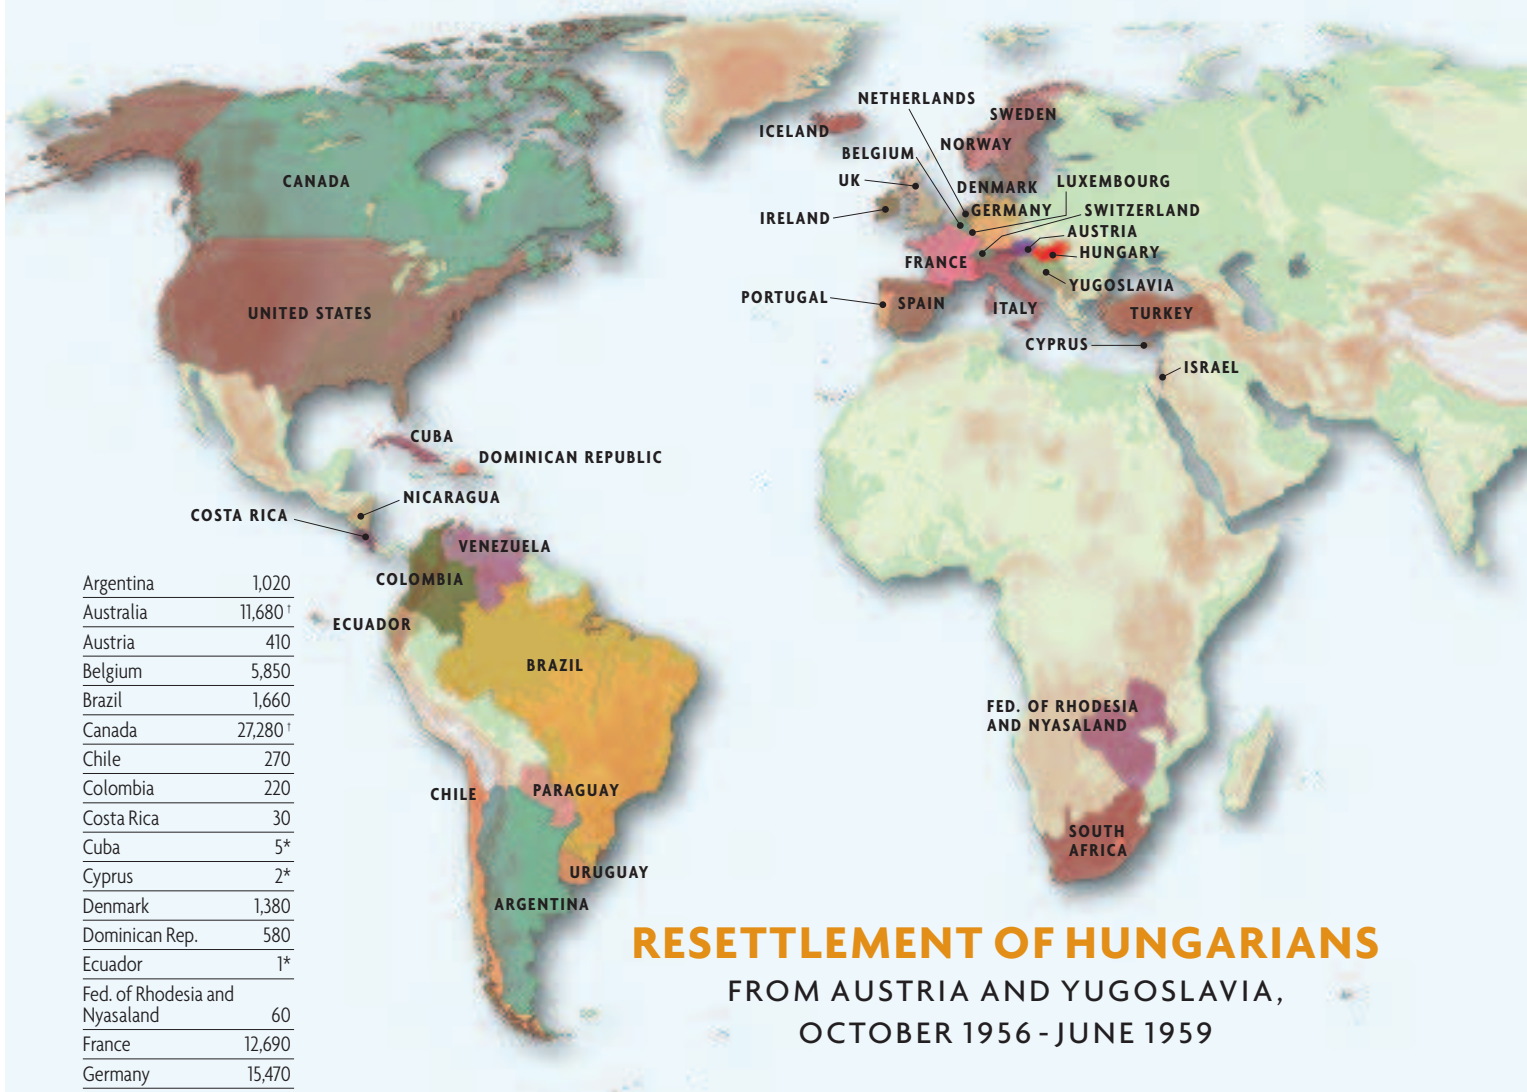 NETHERLANDS
SWEDEN
ICELAND
NORWAY
BELGIUM
UK
DENMARK
LUXEMBOURG
CANADA
IRELAND
GERMANY
SWITZERLAND
AUSTRIA
FRANCE
HUNGARY
YUGOSLAVIA
PORTUGAL
SPAIN
ITALY
TURKEY
UNITED STATES
CYPRUS
ISRAEL
CUBA
DOMINICAN REPUBLIC
NICARAGUA
COSTA RICA
VENEZUELA
COLOMBIA
ECUADOR
BRAZIL
FED. OF RHODESIA
AND NYASALAND
CHILE
PARAGUAY
SOUTH
AFRICA
URUGUAY
ARGENTINA
Argentina 1,020
Australia 11,680 †
Austria 410
Belgium 5,850
Brazil 1,660
Canada 27,280 †
Chile 270
Colombia 220
Costa Rica 30
Cuba 5*
Cyprus 2*
Denmark 1,380
Dominican Rep. 580
Ecuador 1*
Fed. of Rhodesia and
Nyasaland 60
France 12,690
Germany 15,470
RESETTLEMENT OF HUNGARIANS
FROM AUSTRIA AND YUGOSLAVIA,
OCTOBER 1956 - JUNE 1959